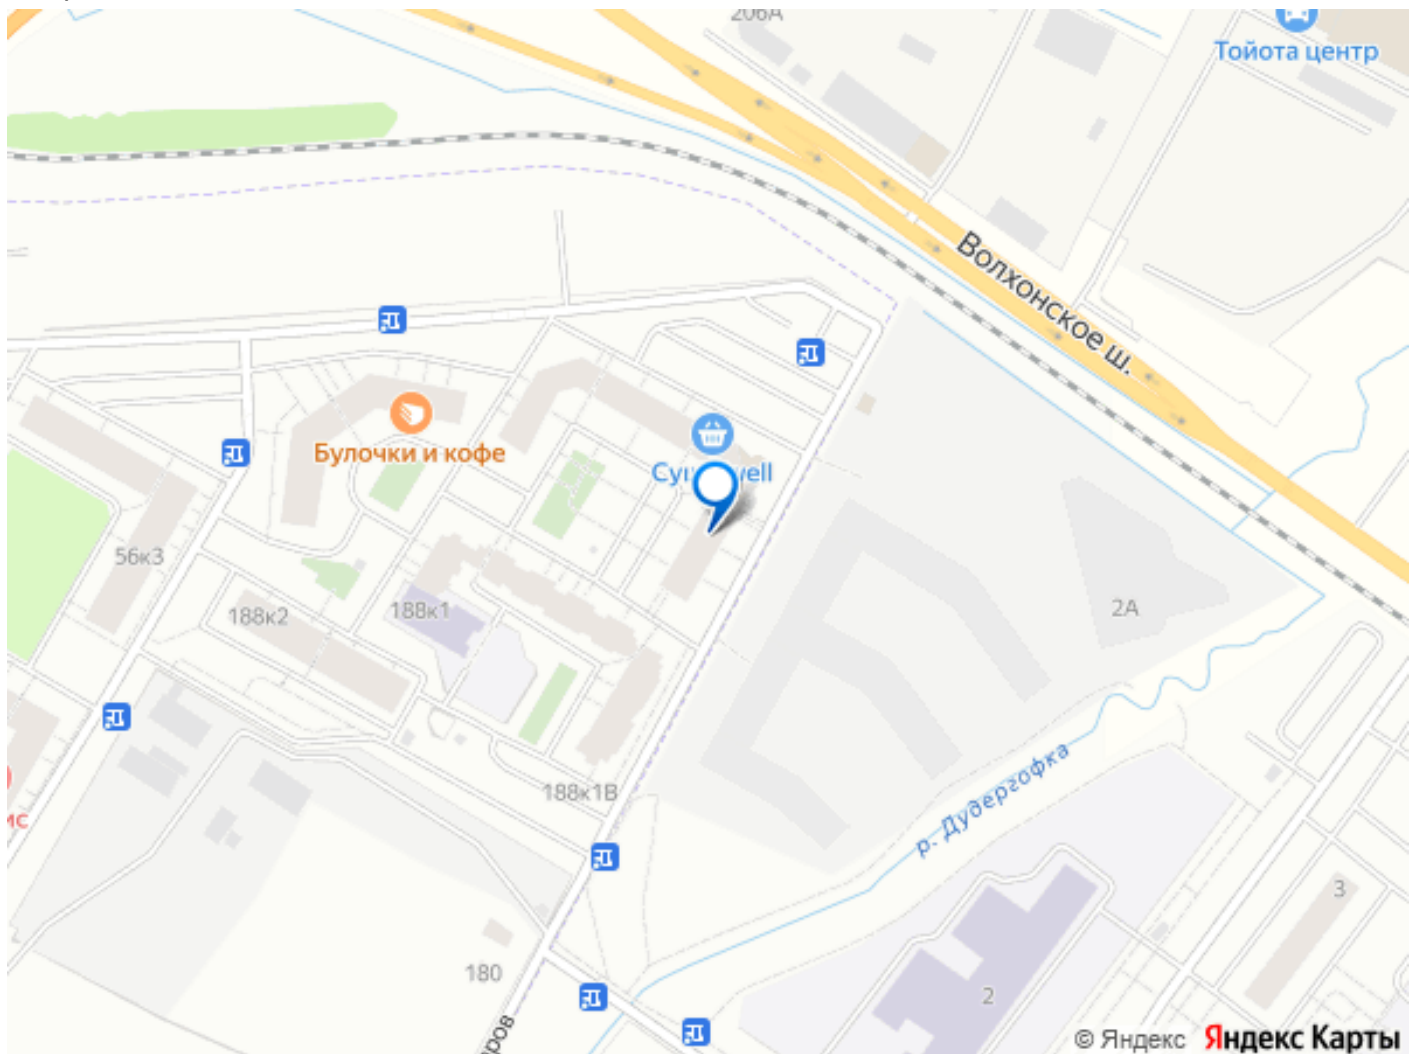 206А
Тойота центр
Волхонское ш.
Булочки и кофе
56к3
188к2
188к1
2А
р. Дудергофка
188к1В
3
180
2
© Яндекс Яндекс Карты